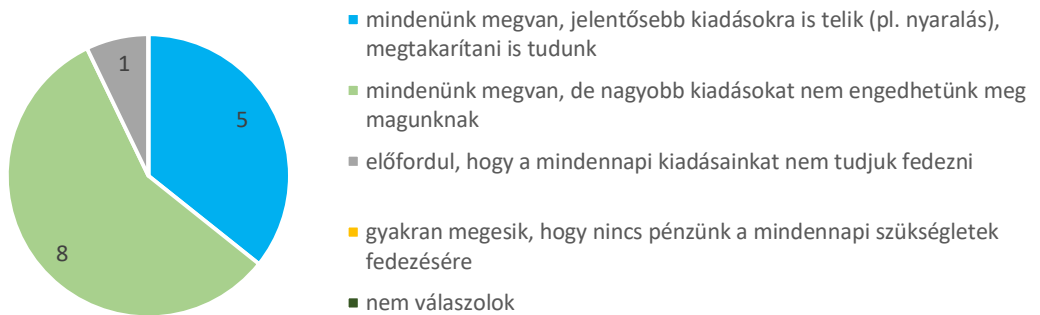 mindenünk megvan, jelentősebb kiadásokra is telik (pl. nyaralás),
megtakarítani is tudunk
mindenünk megvan, de nagyobb kiadásokat nem engedhetünk meg
magunknak
előfordul, hogy a mindennapi kiadásainkat nem tudjuk fedezni
gyakran megesik, hogy nincs pénzünk a mindennapi szükségletek
fedezésére
nem válaszolok
1
5
8